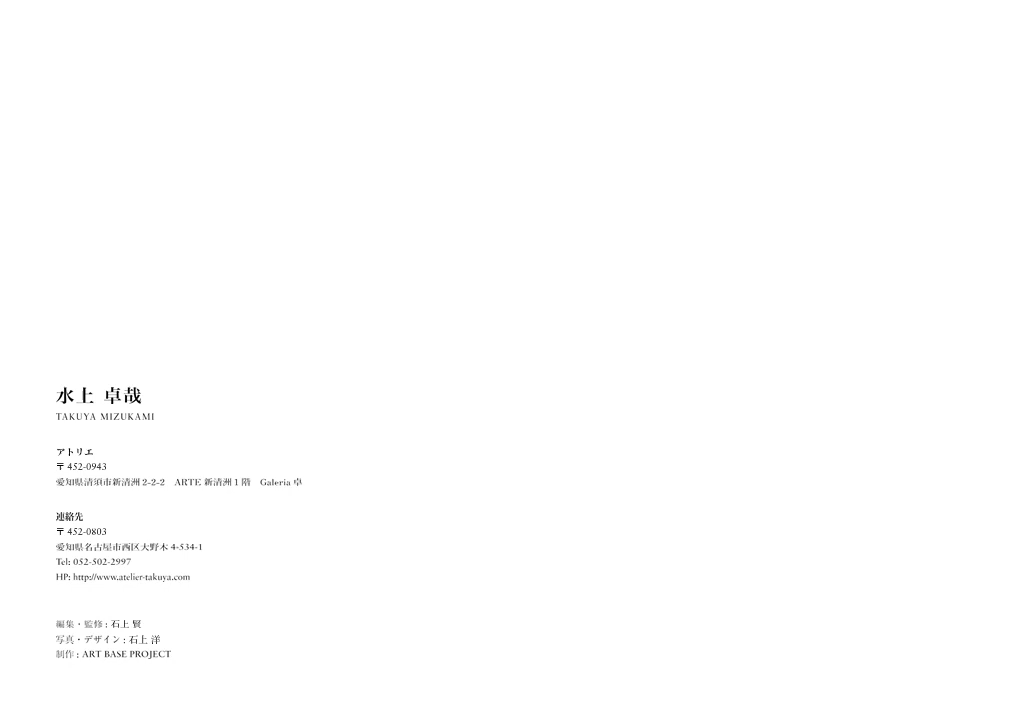 水上 卓哉
TAKUYA MIZUKAMI
アトリエ
〒 452-0943
愛知県清須市新清洲 2-2-2　ARTE 新清洲 1 階　Galeria 卓
連絡先
〒 452-0803
愛知県名古屋市西区大野木 4-534-1
Tel: 052-502-2997
HP: http://www.atelier-takuya.com
編集・監修 : 石上 賢
写真・デザイン : 石上 洋
制作 : ART BASE PROJECT